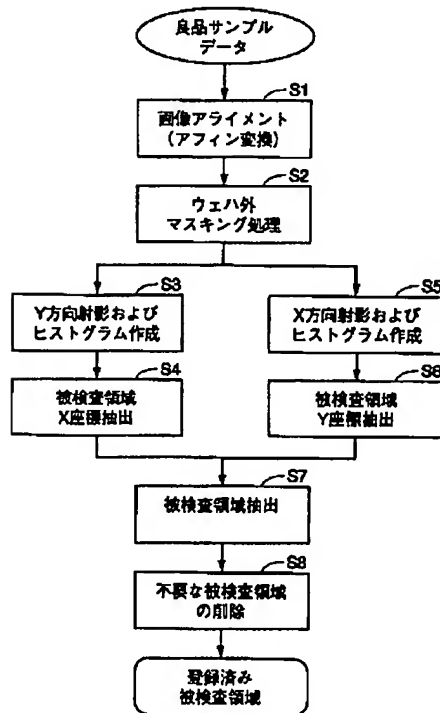 良品サンプル
データ
S1
画像アライメント
(アフィン変換)
S2
ウェハ外
マスキング処理
S3
Y方向射影および
ヒストグラム作成
S5
X方向射影および
ヒストグラム作成
S4
被検査領域
X座標抽出
S6
被検査領域
Y座標抽出
S7
被検査領域抽出
S8
不要な被検査領域
の削除
登録済み
被検査領域